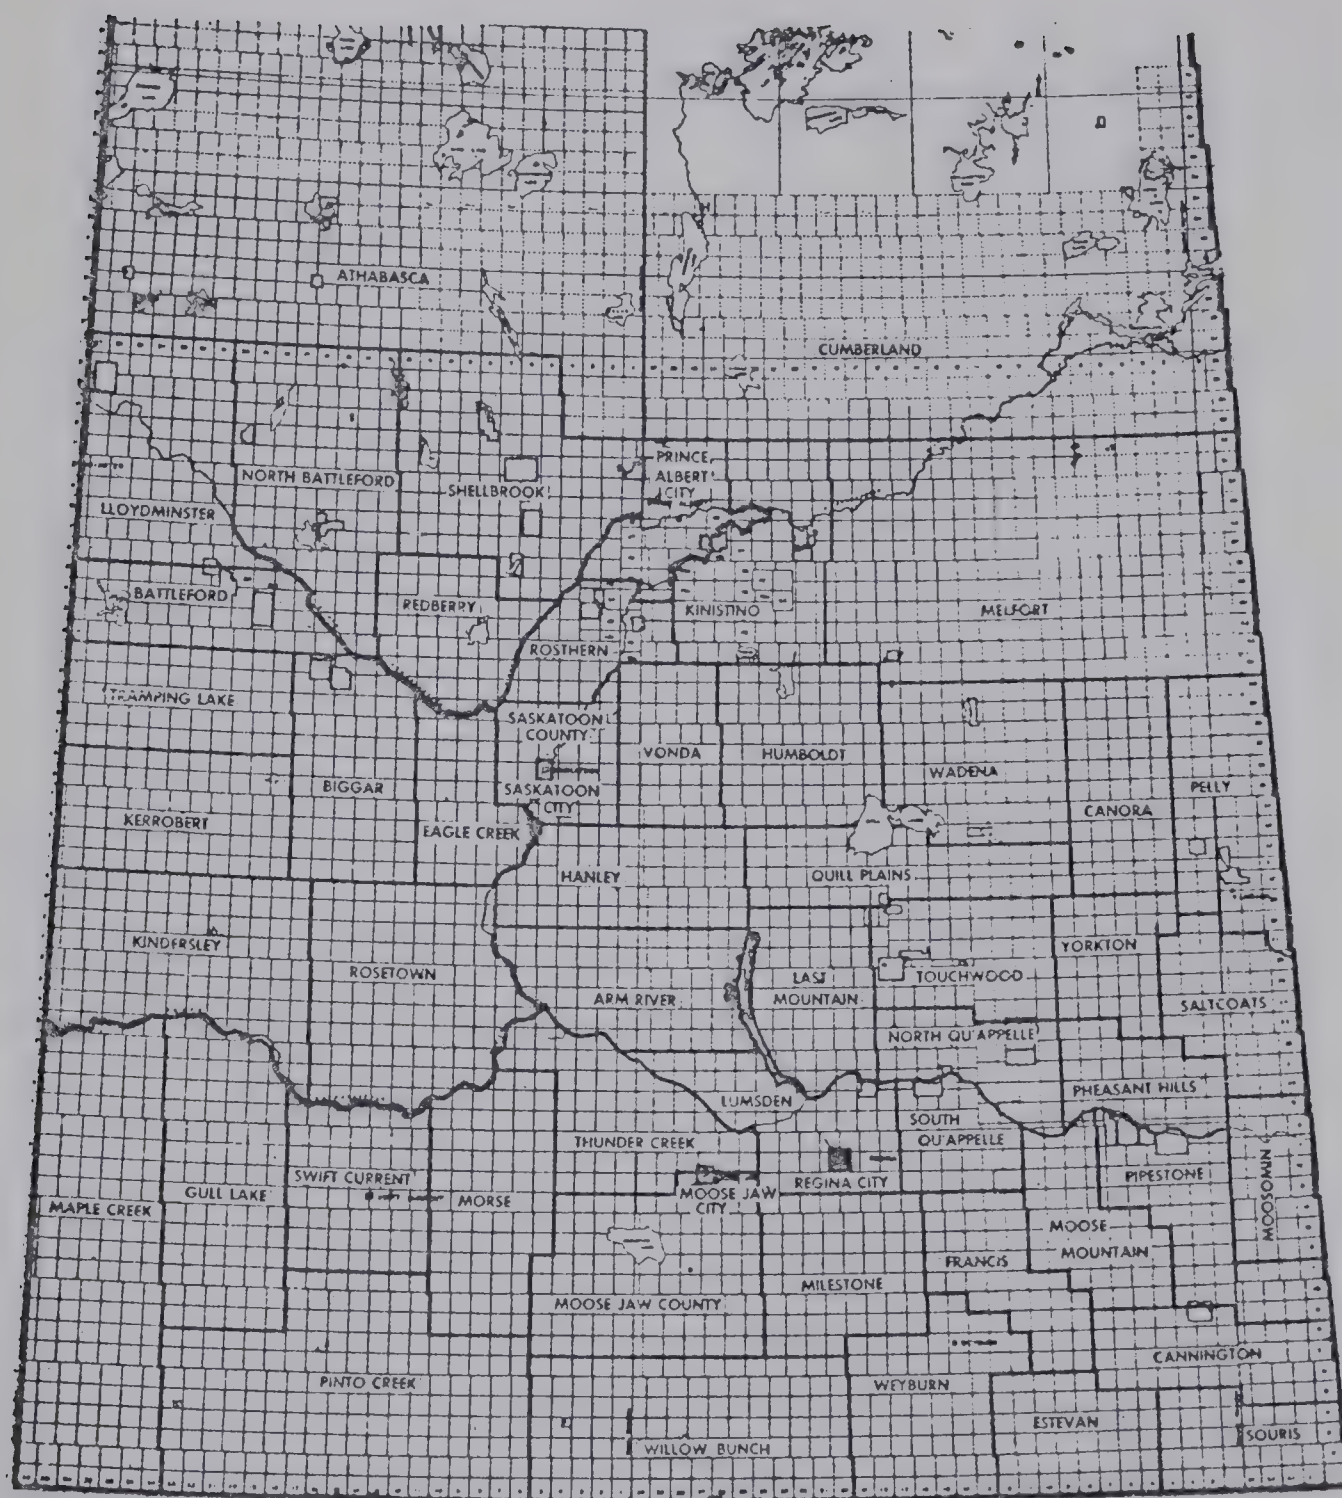 ATHABASCA
CUMBERLAND
PRINCE
ALBERT
CITY
NORTH BATTLEFORD
SHELLBROOK
LLOYDMINSTER
BATTLEFORD
REDBERRY
KINISTINO
MELFORT
ROSTHERN
TRAMPING LAKE
SASKATOON
COUNTY
VONDA
HUMBOLDT
WADENA
BIGGAR
SASKATOON
CITY
PELLY
CANORA
KERROBERT
EAGLE CREEK
HANLEY
QUILL PLAINS
KINDERSLEY
ROSETOWN
YORKTON
ARM RIVER
LAST
MOUNTAIN
TOUCHWOOD
SALTCOATS
NORTH QU'APPELLE
PHEASANT HILLS
LUMSDEN
SOUTH
QU'APPELLE
THUNDER CREEK
SWIFT CURRENT
REGINA CITY
PIPESTONE
GULL LAKE
MORSE
MOOSE JAW
CITY
MOOSOMIN
MAPLE CREEK
MOOSE
MOUNTAIN
FRANCIS
MILESTONE
MOOSE JAW COUNTY
CANNINGTON
PINTO CREEK
WEYBURN
ESTEVAN
SOURIS
WILLOW BUNCH